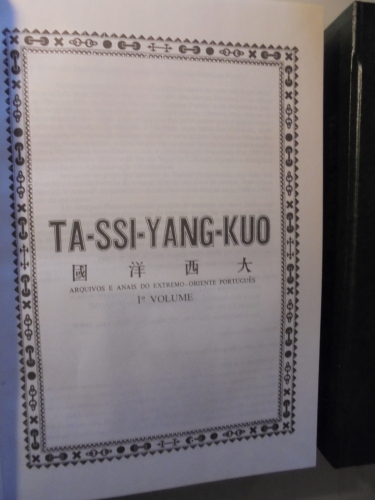 TA-SSI-YANG-KUO
國洋西大
ARQUIVOS E ANAIS DO EXTREMO-ORIENTE PORTUGUÊS
1º VOLUME